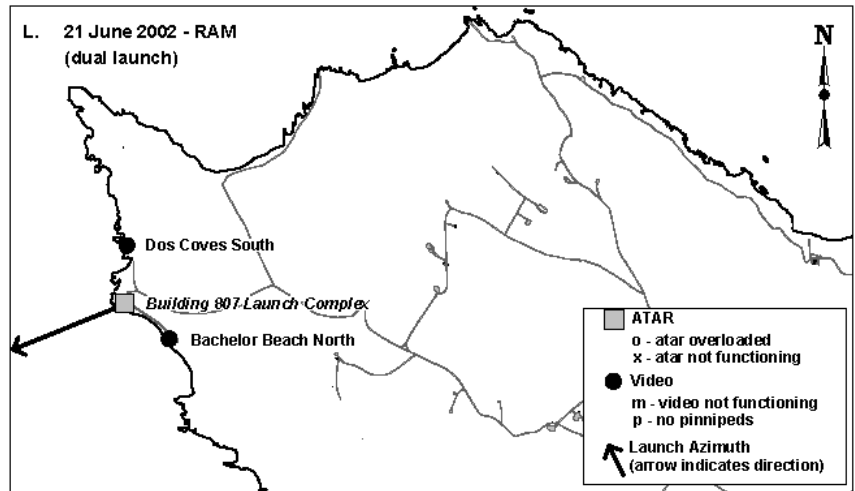 L. 21 June 2002 - RAM
(dual launch)
N
Dos Coves South
Building 807 Launch Complex
Bachelor Beach North
ATAR
o - atar overloaded
x - atar not functioning
Video
m - video not functioning
p - no pinnipeds
Launch Azimuth
(arrow indicates direction)